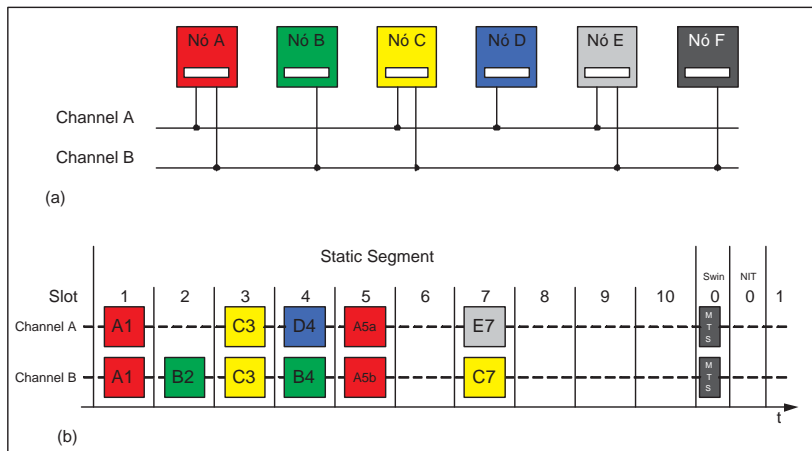 Nó A Nó B Nó C Nó D Nó E Nó F
Channel A
Channel B
(a)
Static Segment
Swin NIT
Slot 1 2 3 4 5 6 7 8 9 10 0 0 1
Channel A A1 C3 D4 A5a E7 M T S
Channel B A1 B2 C3 B4 A5b C7 M T S
t
(b)